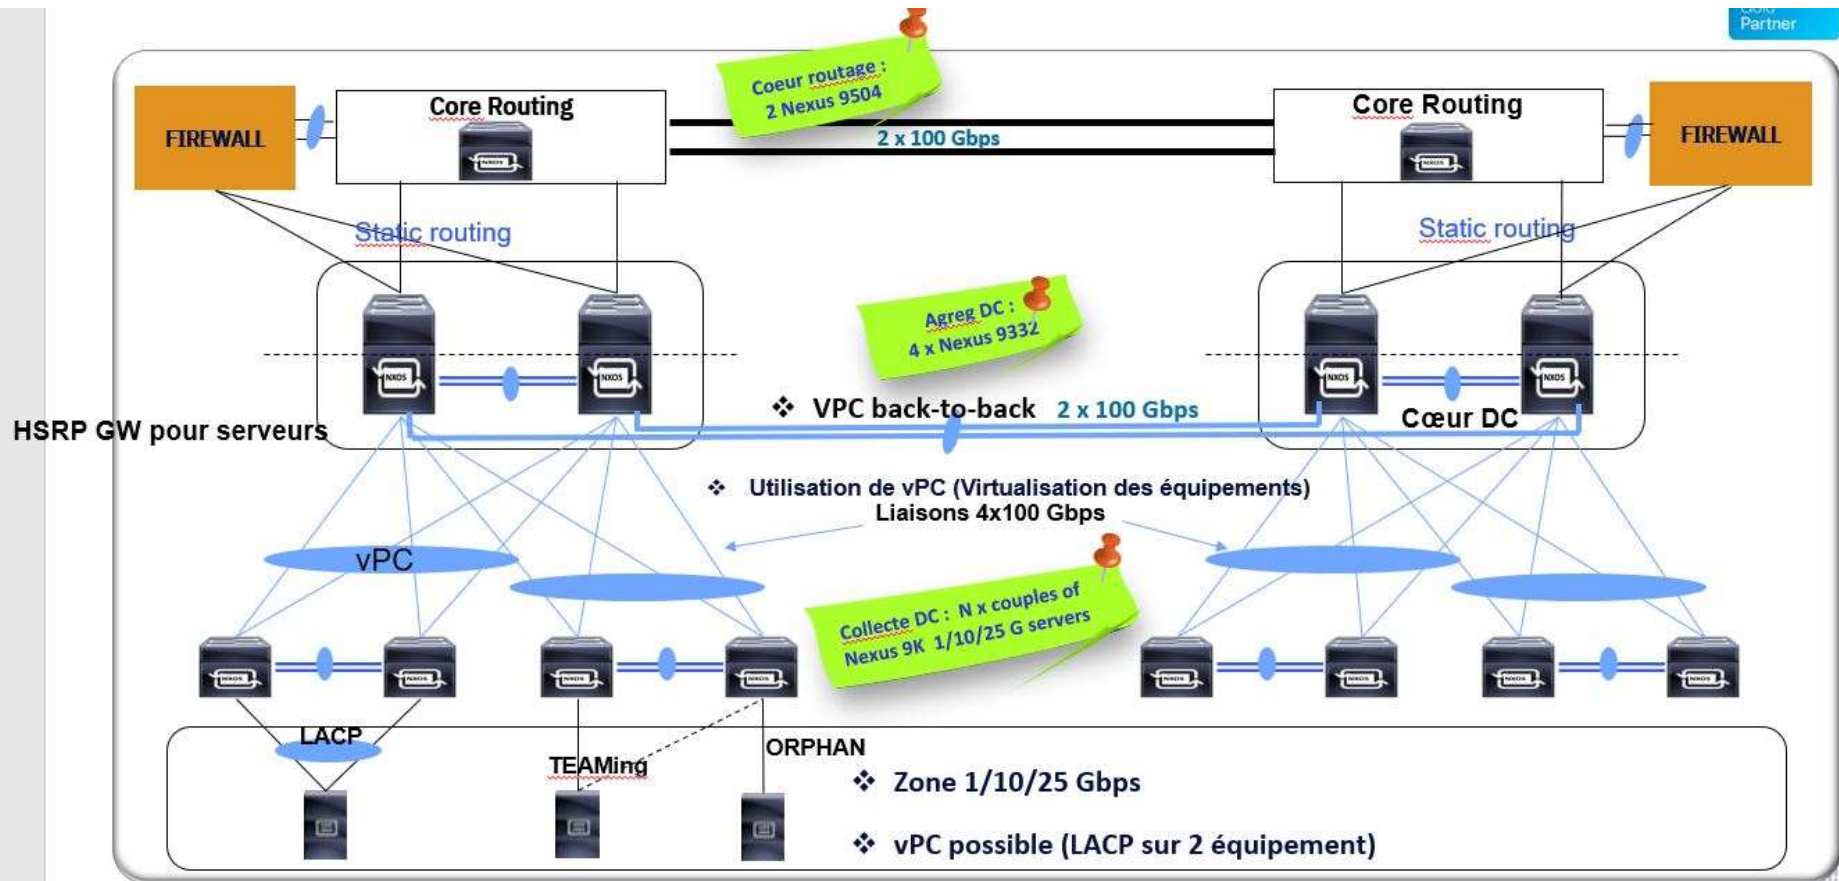 Gold
Partner
Coeur routage :
2 Nexus 9504
FIREWALL
Core Routing
2 x 100 Gbps
Core Routing
FIREWALL
Static routing
Static routing
Agreg DC :
4 x Nexus 9332
NXOS
NXOS
NXOS
NXOS
❖ VPC back-to-back 2 x 100 Gbps
Cœur DC
HSRP GW pour serveurs
❖ Utilisation de vPC (Virtualisation des équipements)
Liaisons 4x100 Gbps
vPC
Collecte DC : N x couples of
Nexus 9K 1/10/25 G servers
LACP
TEAMing
ORPHAN
❖ Zone 1/10/25 Gbps
❖ vPC possible (LACP sur 2 équipement)